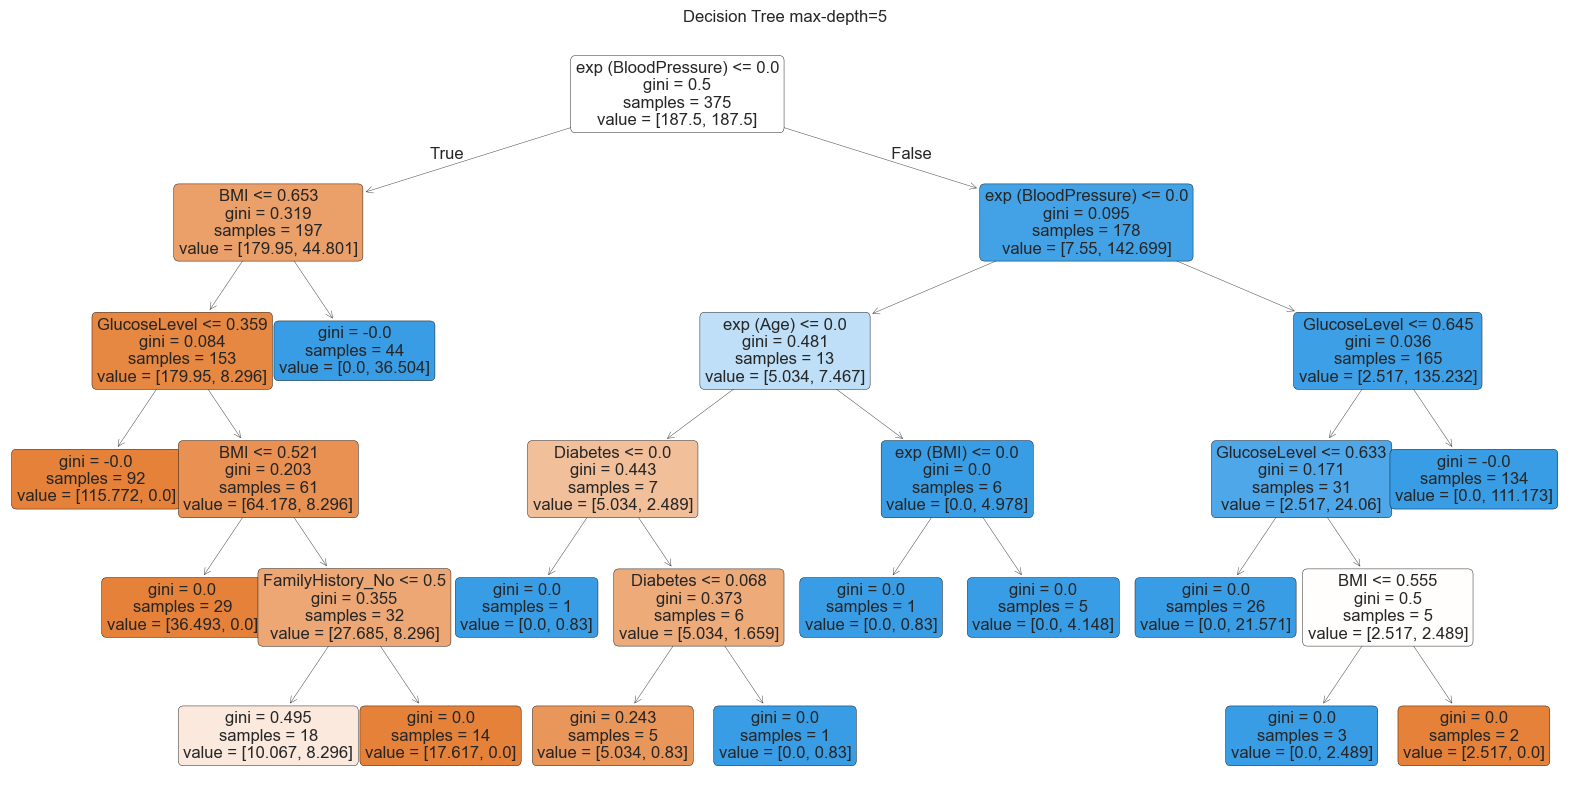 Decision Tree max-depth=5
exp (BloodPressure) <= 0.0
gini = 0.5
samples = 375
value = [187.5, 187.5]
True
False
BMI <= 0.653
gini = 0.319
samples = 197
value = [179.95, 44.801]
exp (BloodPressure) <= 0.0
gini = 0.095
samples = 178
value = [7.55, 142.699]
GlucoseLevel <= 0.359
gini = 0.084
samples = 153
value = [179.95, 8.296]
gini = -0.0
samples = 44
value = [0.0, 36.504]
exp (Age) <= 0.0
gini = 0.481
samples = 13
value = [5.034, 7.467]
GlucoseLevel <= 0.645
gini = 0.036
samples = 165
value = [2.517, 135.232]
gini = -0.0
samples = 92
value = [115.772, 0.0]
BMI <= 0.521
gini = 0.203
samples = 61
value = [64.178, 8.296]
Diabetes <= 0.0
gini = 0.443
samples = 7
value = [5.034, 2.489]
exp (BMI) <= 0.0
gini = 0.0
samples = 6
value = [0.0, 4.978]
GlucoseLevel <= 0.633
gini = 0.171
samples = 31
value = [2.517, 24.06]
gini = -0.0
samples = 134
value = [0.0, 111.173]
gini = 0.0
samples = 29
value = [36.493, 0.0]
FamilyHistory_No <= 0.5
gini = 0.355
samples = 32
value = [27.685, 8.296]
gini = 0.0
samples = 1
value = [0.0, 0.83]
Diabetes <= 0.068
gini = 0.373
samples = 6
value = [5.034, 1.659]
gini = 0.0
samples = 1
value = [0.0, 0.83]
gini = 0.0
samples = 5
value = [0.0, 4.148]
gini = 0.0
samples = 26
value = [0.0, 21.571]
BMI <= 0.555
gini = 0.5
samples = 5
value = [2.517, 2.489]
gini = 0.495
samples = 18
value = [10.067, 8.296]
gini = 0.0
samples = 14
value = [17.617, 0.0]
gini = 0.243
samples = 5
value = [5.034, 0.83]
gini = 0.0
samples = 1
value = [0.0, 0.83]
gini = 0.0
samples = 3
value = [0.0, 2.489]
gini = 0.0
samples = 2
value = [2.517, 0.0]